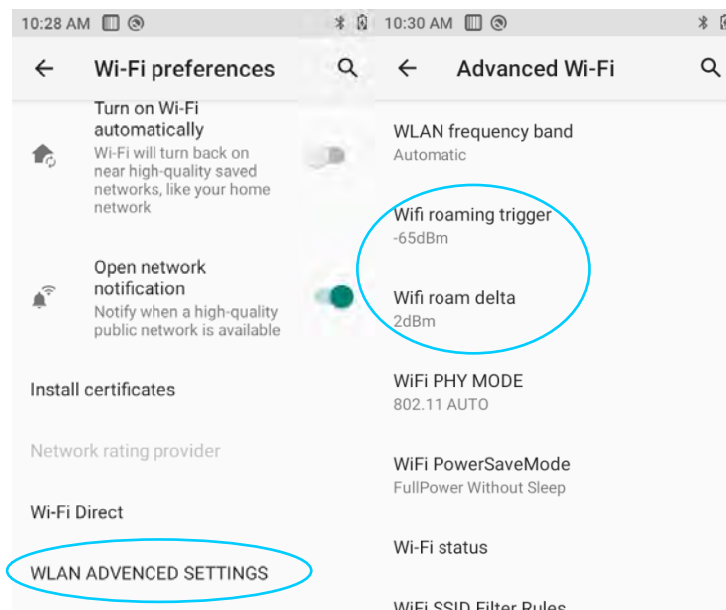 10:28 AM
Wi-Fi preferences
Turn on Wi-Fi
automatically
Wi-Fi will turn back on
near high-quality saved
networks, like your home
network
Open network
notification
Notify when a high-quality
public network is available
Install certificates
Network rating provider
Wi-Fi Direct
WLAN ADVENCED SETTINGS
10:30 AM
Advanced Wi-Fi
WLAN frequency band
Automatic
Wifi roaming trigger
-65dBm
Wifi roam delta
2dBm
WiFi PHY MODE
802.11 AUTO
WiFi PowerSaveMode
FullPower Without Sleep
Wi-Fi status
WiFi SSID Filter Rules